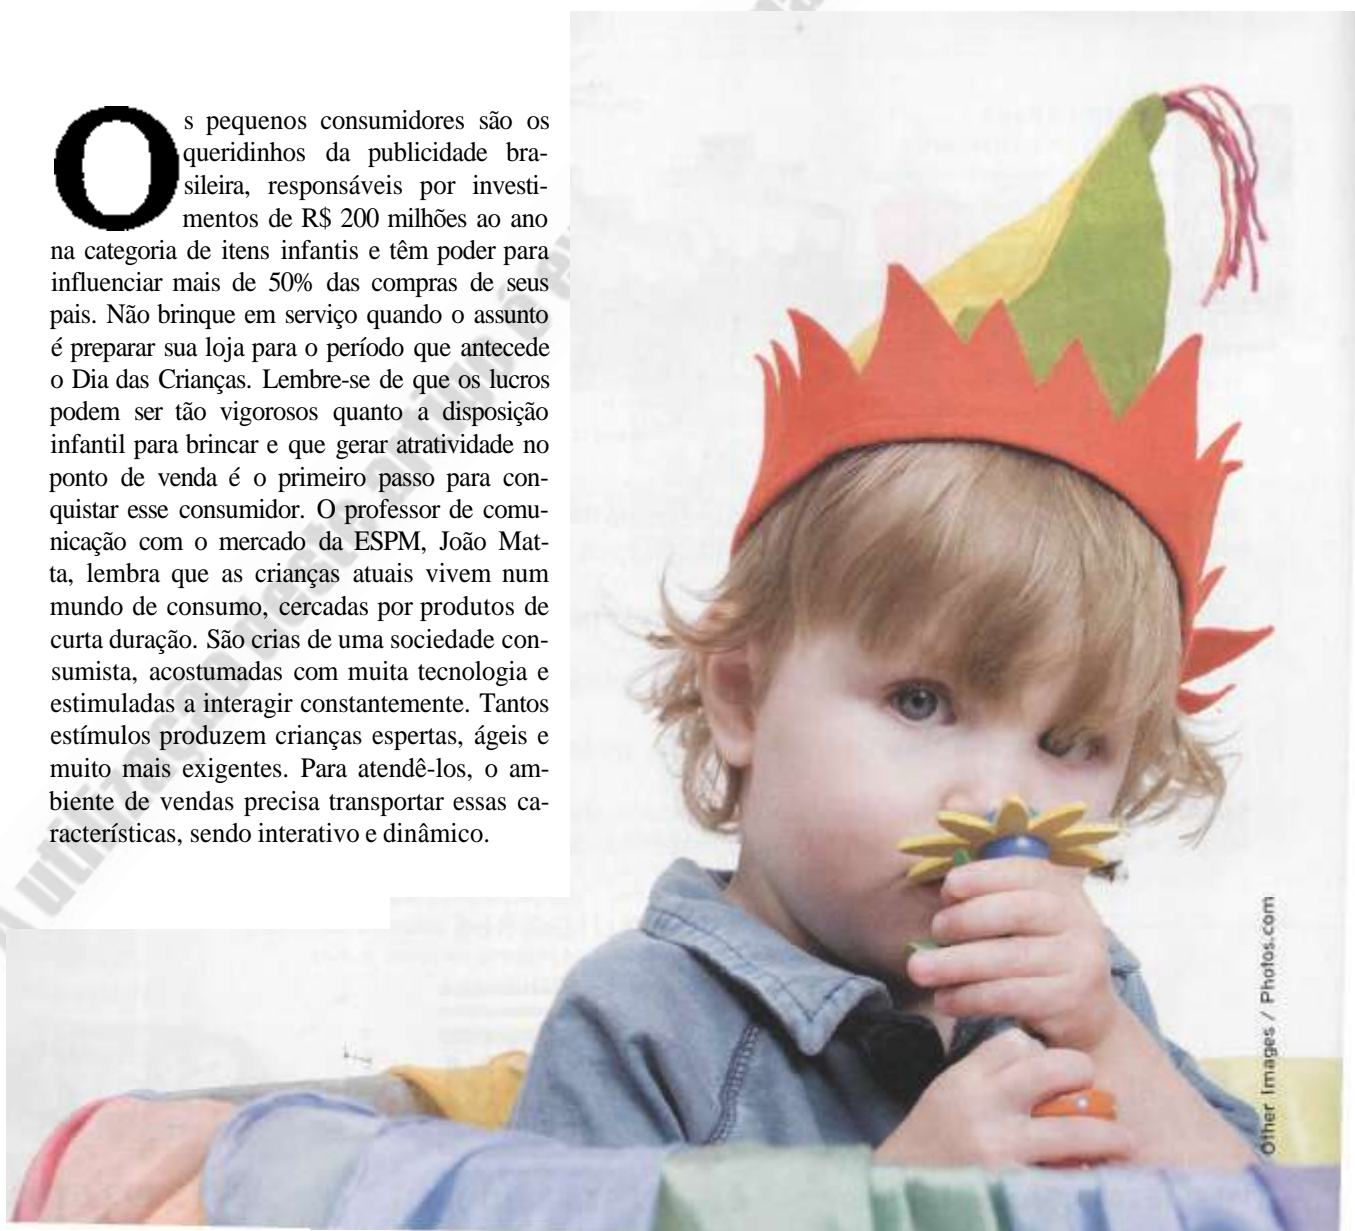 Os pequenos consumidores são os
queridinhos da publicidade bra-
sileira, responsáveis por investi-
mentos de R$ 200 milhões ao ano
na categoria de itens infantis e têm poder para
influenciar mais de 50% das compras de seus
pais. Não brinque em serviço quando o assunto
é preparar sua loja para o período que antecede
o Dia das Crianças. Lembre-se de que os lucros
podem ser tão vigorosos quanto a disposição
infantil para brincar e que gerar atratividade no
ponto de venda é o primeiro passo para con-
quistar esse consumidor. O professor de comu-
nicação com o mercado da ESPM, João Mat-
ta, lembra que as crianças atuais vivem num
mundo de consumo, cercadas por produtos de
curta duração. São crias de uma sociedade con-
sumista, acostumadas com muita tecnologia e
estimuladas a interagir constantemente. Tantos
estímulos produzem crianças espertas, ágeis e
muito mais exigentes. Para atendê-los, o am-
biente de vendas precisa transportar essas ca-
racterísticas, sendo interativo e dinâmico.
Other Images / Photos.com
A utilização deste artigo é